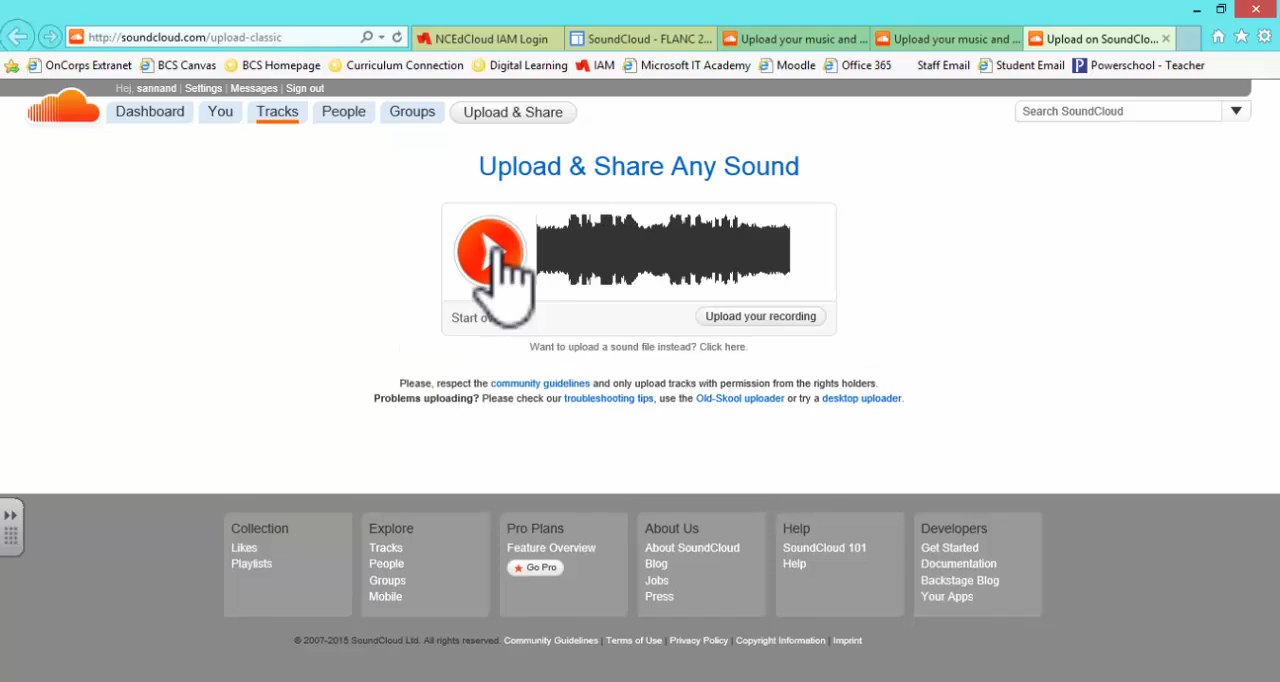 http://soundcloud.com/upload-classic
NCEdCloud IAM Login
SoundCloud - FLANC 2...
Upload your music and ...
Upload your music and ...
Upload on SoundClo...
OnCorps Extranet
BCS Canvas
BCS Homepage
Curriculum Connection
Digital Learning
IAM
Microsoft IT Academy
Moodle
Office 365
Staff Email
Student Email
Powerschool - Teacher
Hej, sannand | Settings | Messages | Sign out
Dashboard
You
Tracks
People
Groups
Upload & Share
Search SoundCloud
Upload & Share Any Sound
Start
Upload your recording
Want to upload a sound file instead? Click here.
Please, respect the community guidelines and only upload tracks with permission from the rights holders.
Problems uploading? Please check our troubleshooting tips, use the Old-Skool uploader or try a desktop uploader.
Collection
Likes
Playlists
Explore
Tracks
People
Groups
Mobile
Pro Plans
Feature Overview
Go Pro
About Us
About SoundCloud
Blog
Jobs
Press
Help
SoundCloud 101
Help
Developers
Get Started
Documentation
Backstage Blog
Your Apps
© 2007-2015 SoundCloud Ltd. All rights reserved. Community Guidelines | Terms of Use | Privacy Policy | Copyright Information | Imprint